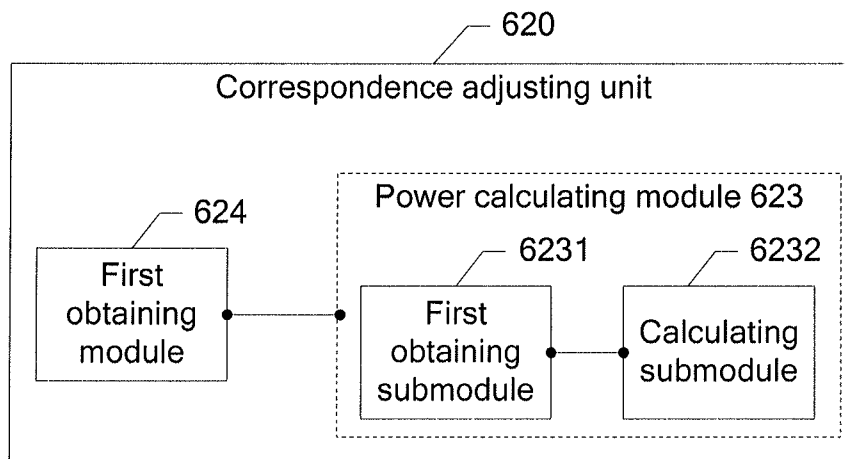 620
Correspondence adjusting unit
Power calculating module 623
624
6231
6232
First
obtaining
module
First
obtaining
submodule
Calculating
submodule